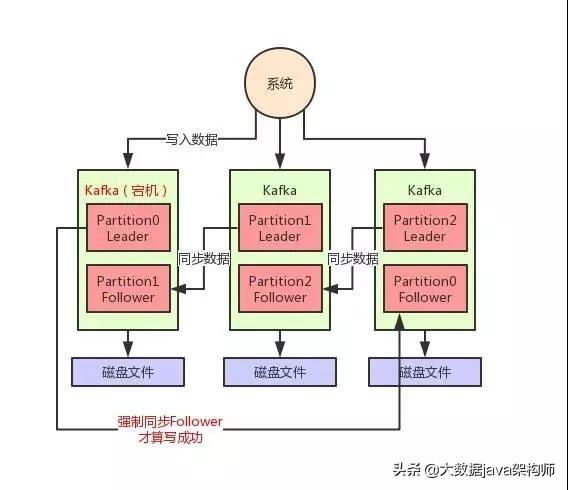 系统
写入数据
Kafka（宕机）
Kafka
Kafka
Partition0
Leader
Partition1
Leader
Partition2
Leader
同步数据
同步数据
Partition1
Follower
Partition2
Follower
Partition0
Follower
磁盘文件
磁盘文件
磁盘文件
强制同步Follower
才算写成功
头条 @大数据java架构师